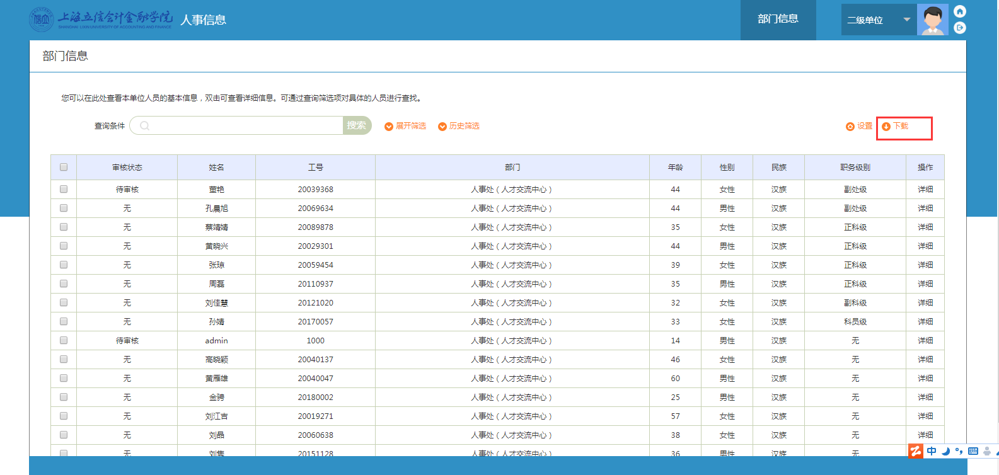 上海立信会计金融学院 人事信息 部门信息 二级单位
SHANGHAI LIXIN UNIVERSITY OF ACCOUNTING AND FINANCE
部门信息
您可以在此处查看本单位人员的基本信息，双击可查看详细信息。可通过查询筛选项对具体的人员进行查找。
查询条件 搜索 展开筛选 历史筛选 设置 下载
审核状态 姓名 工号 部门 年龄 性别 民族 职务级别 操作
待审核 董艳 20039368 人事处（人才交流中心） 44 女性 汉族 副处级 详细
无 孔晨旭 20069634 人事处（人才交流中心） 44 男性 汉族 副处级 详细
无 蔡靖婧 20089878 人事处（人才交流中心） 35 女性 汉族 正科级 详细
无 黄晓兴 20029301 人事处（人才交流中心） 44 男性 汉族 正科级 详细
无 张琼 20059454 人事处（人才交流中心） 39 女性 汉族 正科级 详细
无 周磊 20110937 人事处（人才交流中心） 35 男性 汉族 正科级 详细
无 刘佳慧 20121020 人事处（人才交流中心） 32 女性 汉族 副科级 详细
无 孙婧 20170057 人事处（人才交流中心） 33 女性 汉族 科员级 详细
待审核 admin 1000 人事处（人才交流中心） 14 男性 汉族 无 详细
无 高晓颖 20040137 人事处（人才交流中心） 46 女性 汉族 无 详细
无 黄雁雄 20040047 人事处（人才交流中心） 60 男性 汉族 无 详细
无 金骋 20180002 人事处（人才交流中心） 25 男性 汉族 无 详细
无 刘江吉 20019271 人事处（人才交流中心） 57 女性 汉族 无 详细
无 刘晶 20060638 人事处（人才交流中心） 38 女性 汉族 无 详细
无 刘隽 20151128 人事处（人才交流中心） 36 男性 汉族 无
中